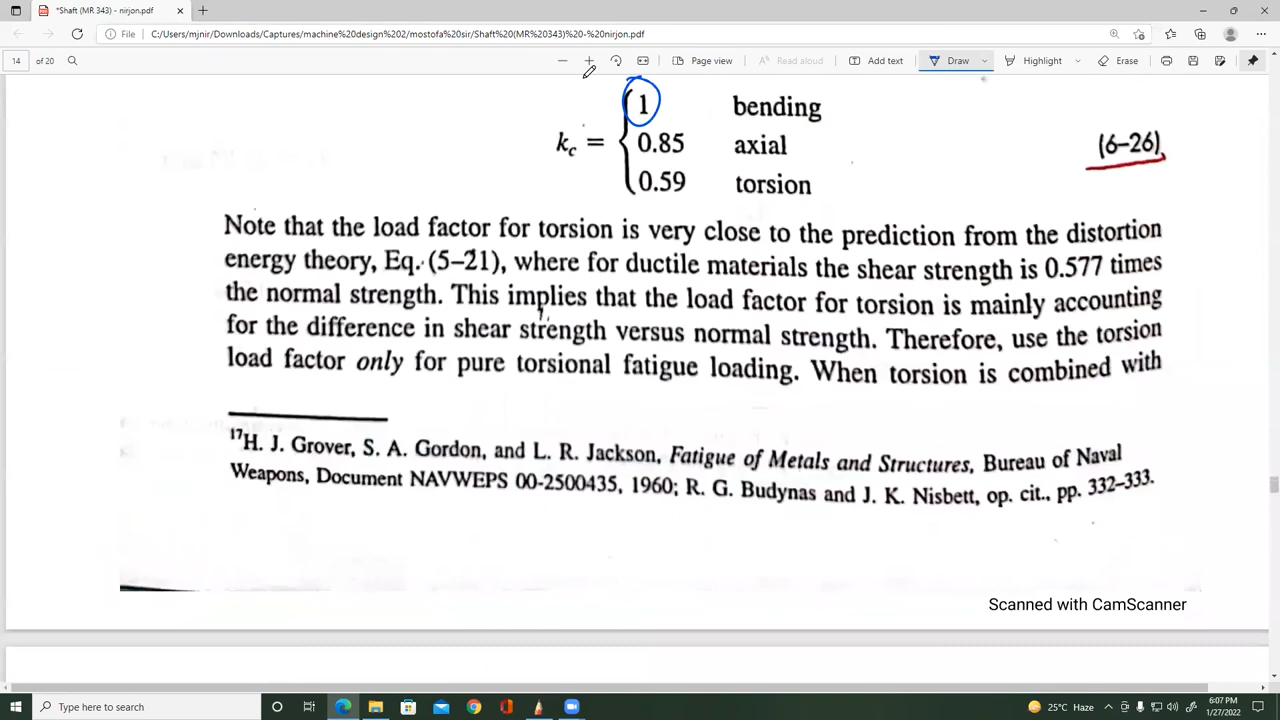 *Shaft (MR 343) - nirjon.pdf
File
C:/Users/mjnir/Downloads/Captures/machine%20design%202/mostofa%20sir/Shaft%20(MR%20343)%20-%20nirjon.pdf
14 of 20
Page view
Read aloud
Add text
Draw
Highlight
Erase
1 bending
k_c = 0.85 axial (6–26)
0.59 torsion
Note that the load factor for torsion is very close to the prediction from the distortion
energy theory, Eq. (5–21), where for ductile materials the shear strength is 0.577 times
the normal strength. This implies that the load factor for torsion is mainly accounting
for the difference in shear strength versus normal strength. Therefore, use the torsion
load factor only for pure torsional fatigue loading. When torsion is combined with
17H. J. Grover, S. A. Gordon, and L. R. Jackson, Fatigue of Metals and Structures, Bureau of Naval
Weapons, Document NAVWEPS 00-2500435, 1960; R. G. Budynas and J. K. Nisbett, op. cit., pp. 332–333.
Scanned with CamScanner
Type here to search
25°C Haze
6:07 PM
1/27/2022